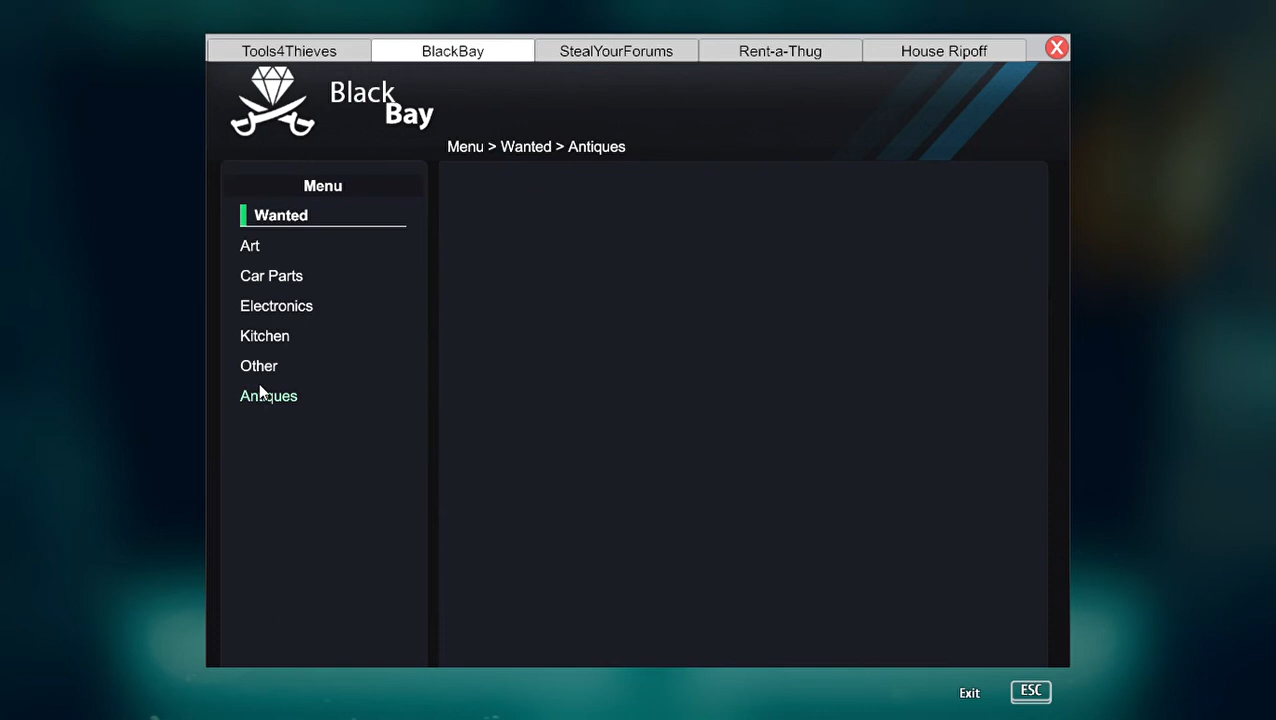 Tools4Thieves BlackBay StealYourForums Rent-a-Thug House Ripoff X
Black
Bay
Menu > Wanted > Antiques
Menu
Wanted
Art
Car Parts
Electronics
Kitchen
Other
Antiques
Exit ESC